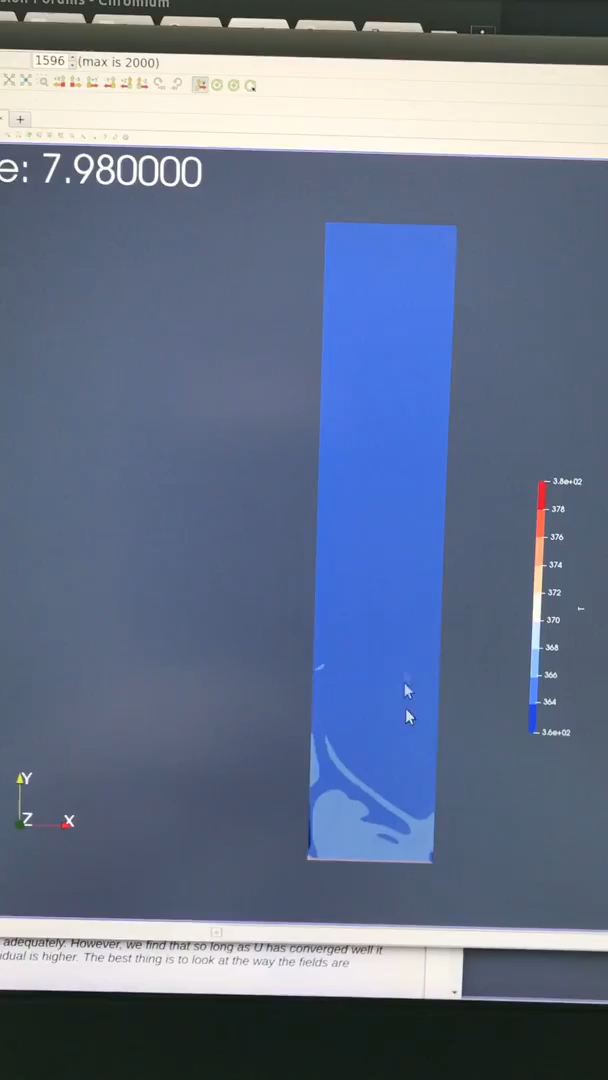 - Chromium
1596 (max is 2000)
+
e: 7.980000
3.8e+02
378
376
374
372
370
368
366
364
3.6e+02
T
Y
Z X
adequately. However, we find that so long as U has converged well it
idual is higher. The best thing is to look at the way the fields are